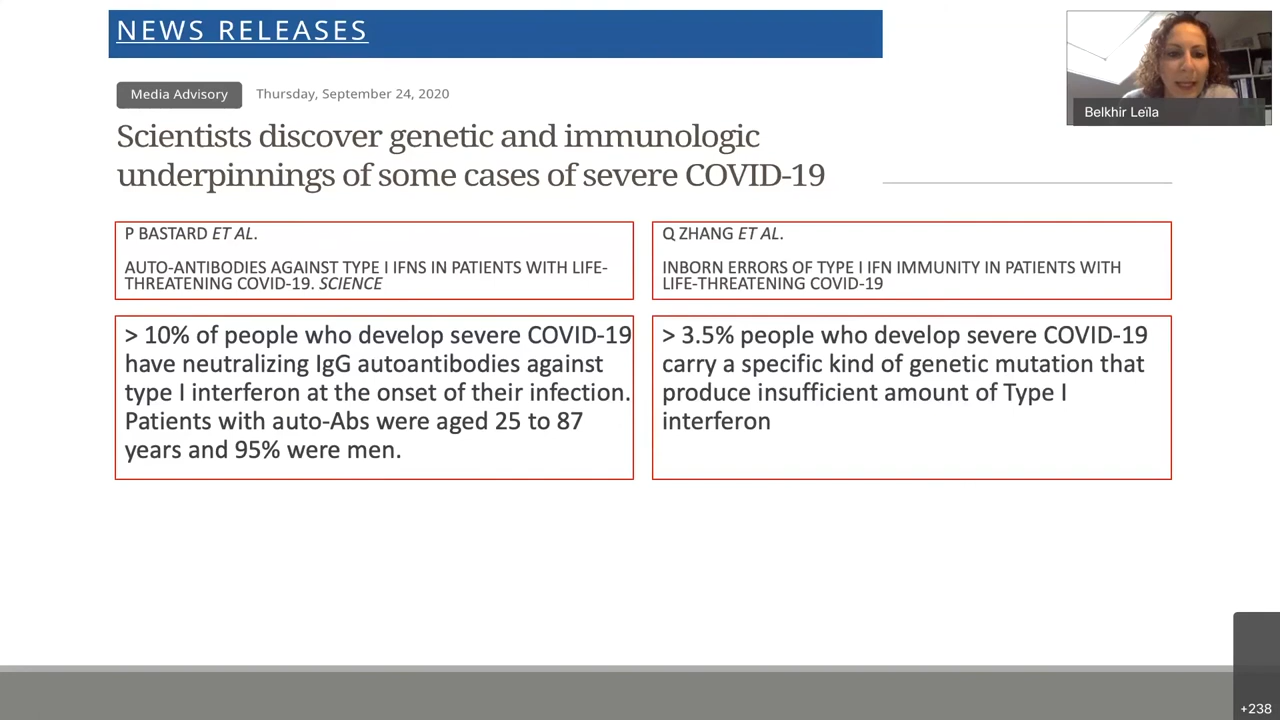 NEWS RELEASES
Media Advisory Thursday, September 24, 2020
Scientists discover genetic and immunologic
underpinnings of some cases of severe COVID-19
Belkhir Leïla
P BASTARD ET AL.
AUTO-ANTIBODIES AGAINST TYPE I IFNS IN PATIENTS WITH LIFE-
THREATENING COVID-19. SCIENCE
Q ZHANG ET AL.
INBORN ERRORS OF TYPE I IFN IMMUNITY IN PATIENTS WITH
LIFE-THREATENING COVID-19
> 10% of people who develop severe COVID-19
have neutralizing IgG autoantibodies against
type I interferon at the onset of their infection.
Patients with auto-Abs were aged 25 to 87
years and 95% were men.
> 3.5% people who develop severe COVID-19
carry a specific kind of genetic mutation that
produce insufficient amount of Type I
interferon
+238